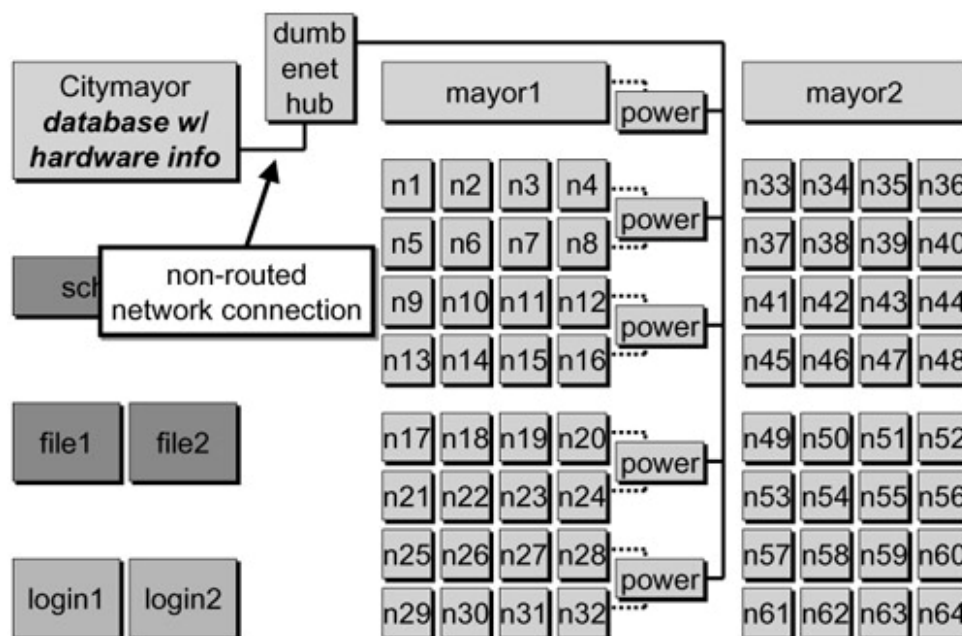 dumb
enet
hub
Citymayor
database w/
hardware info
mayor1
power
mayor2
n1 n2 n3 n4
power
n33 n34 n35 n36
n5 n6 n7 n8
n37 n38 n39 n40
non-routed
network connection
sch
n9 n10 n11 n12
power
n41 n42 n43 n44
n13 n14 n15 n16
n45 n46 n47 n48
file1 file2
n17 n18 n19 n20
power
n49 n50 n51 n52
n21 n22 n23 n24
n53 n54 n55 n56
login1 login2
n25 n26 n27 n28
power
n57 n58 n59 n60
n29 n30 n31 n32
n61 n62 n63 n64